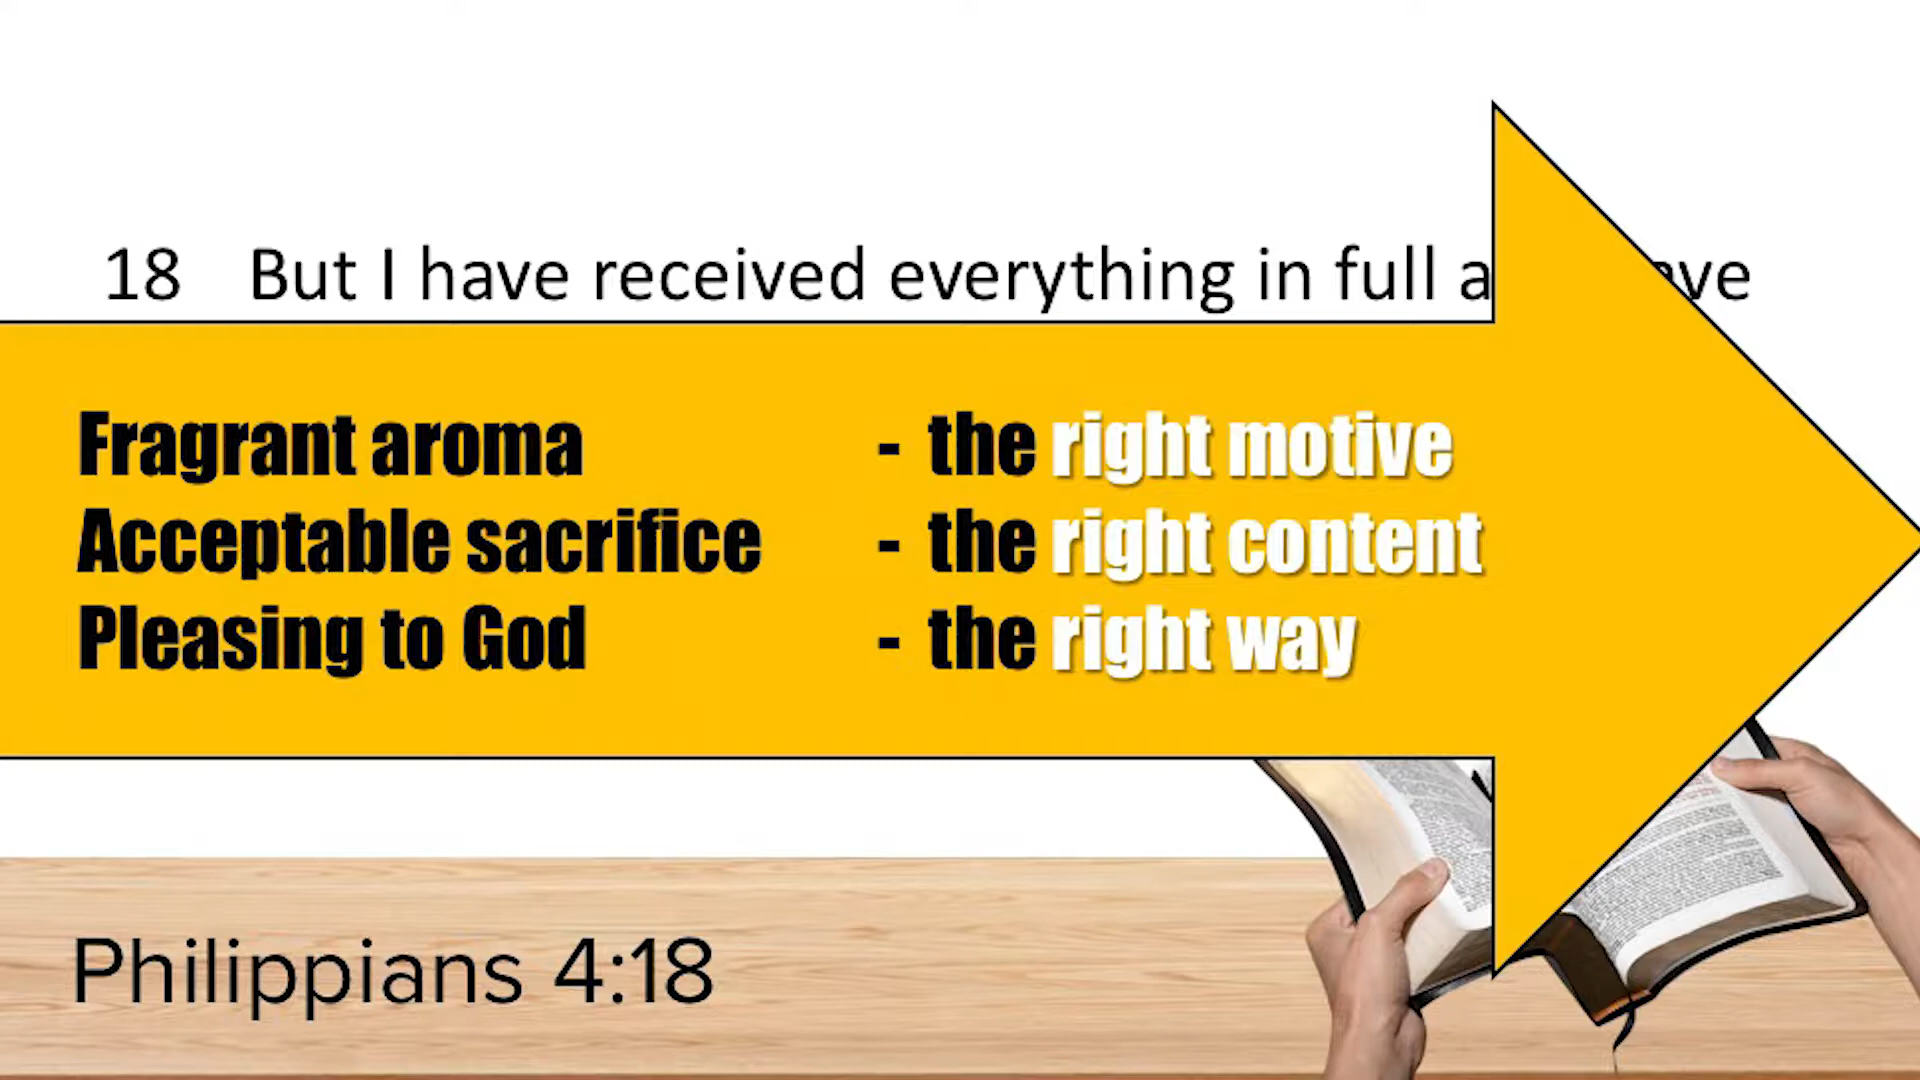 18 But I have received everything in full
Fragrant aroma - the right motive
Acceptable sacrifice - the right content
Pleasing to God - the right way
Philippians 4:18